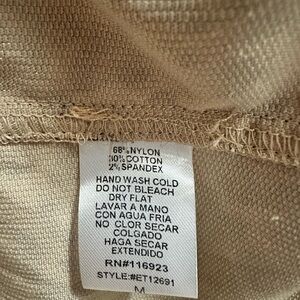 68% NYLON
30% COTTON
2% SPANDEX
HAND WASH COLD
DO NOT BLEACH
DRY FLAT
LAVAR A MANO
CON AGUA FRIA
NO CLOR SECAR
COLGADO
HAGA SECAR
EXTENDIDO
RN#116923
STYLE:#ET12691
M